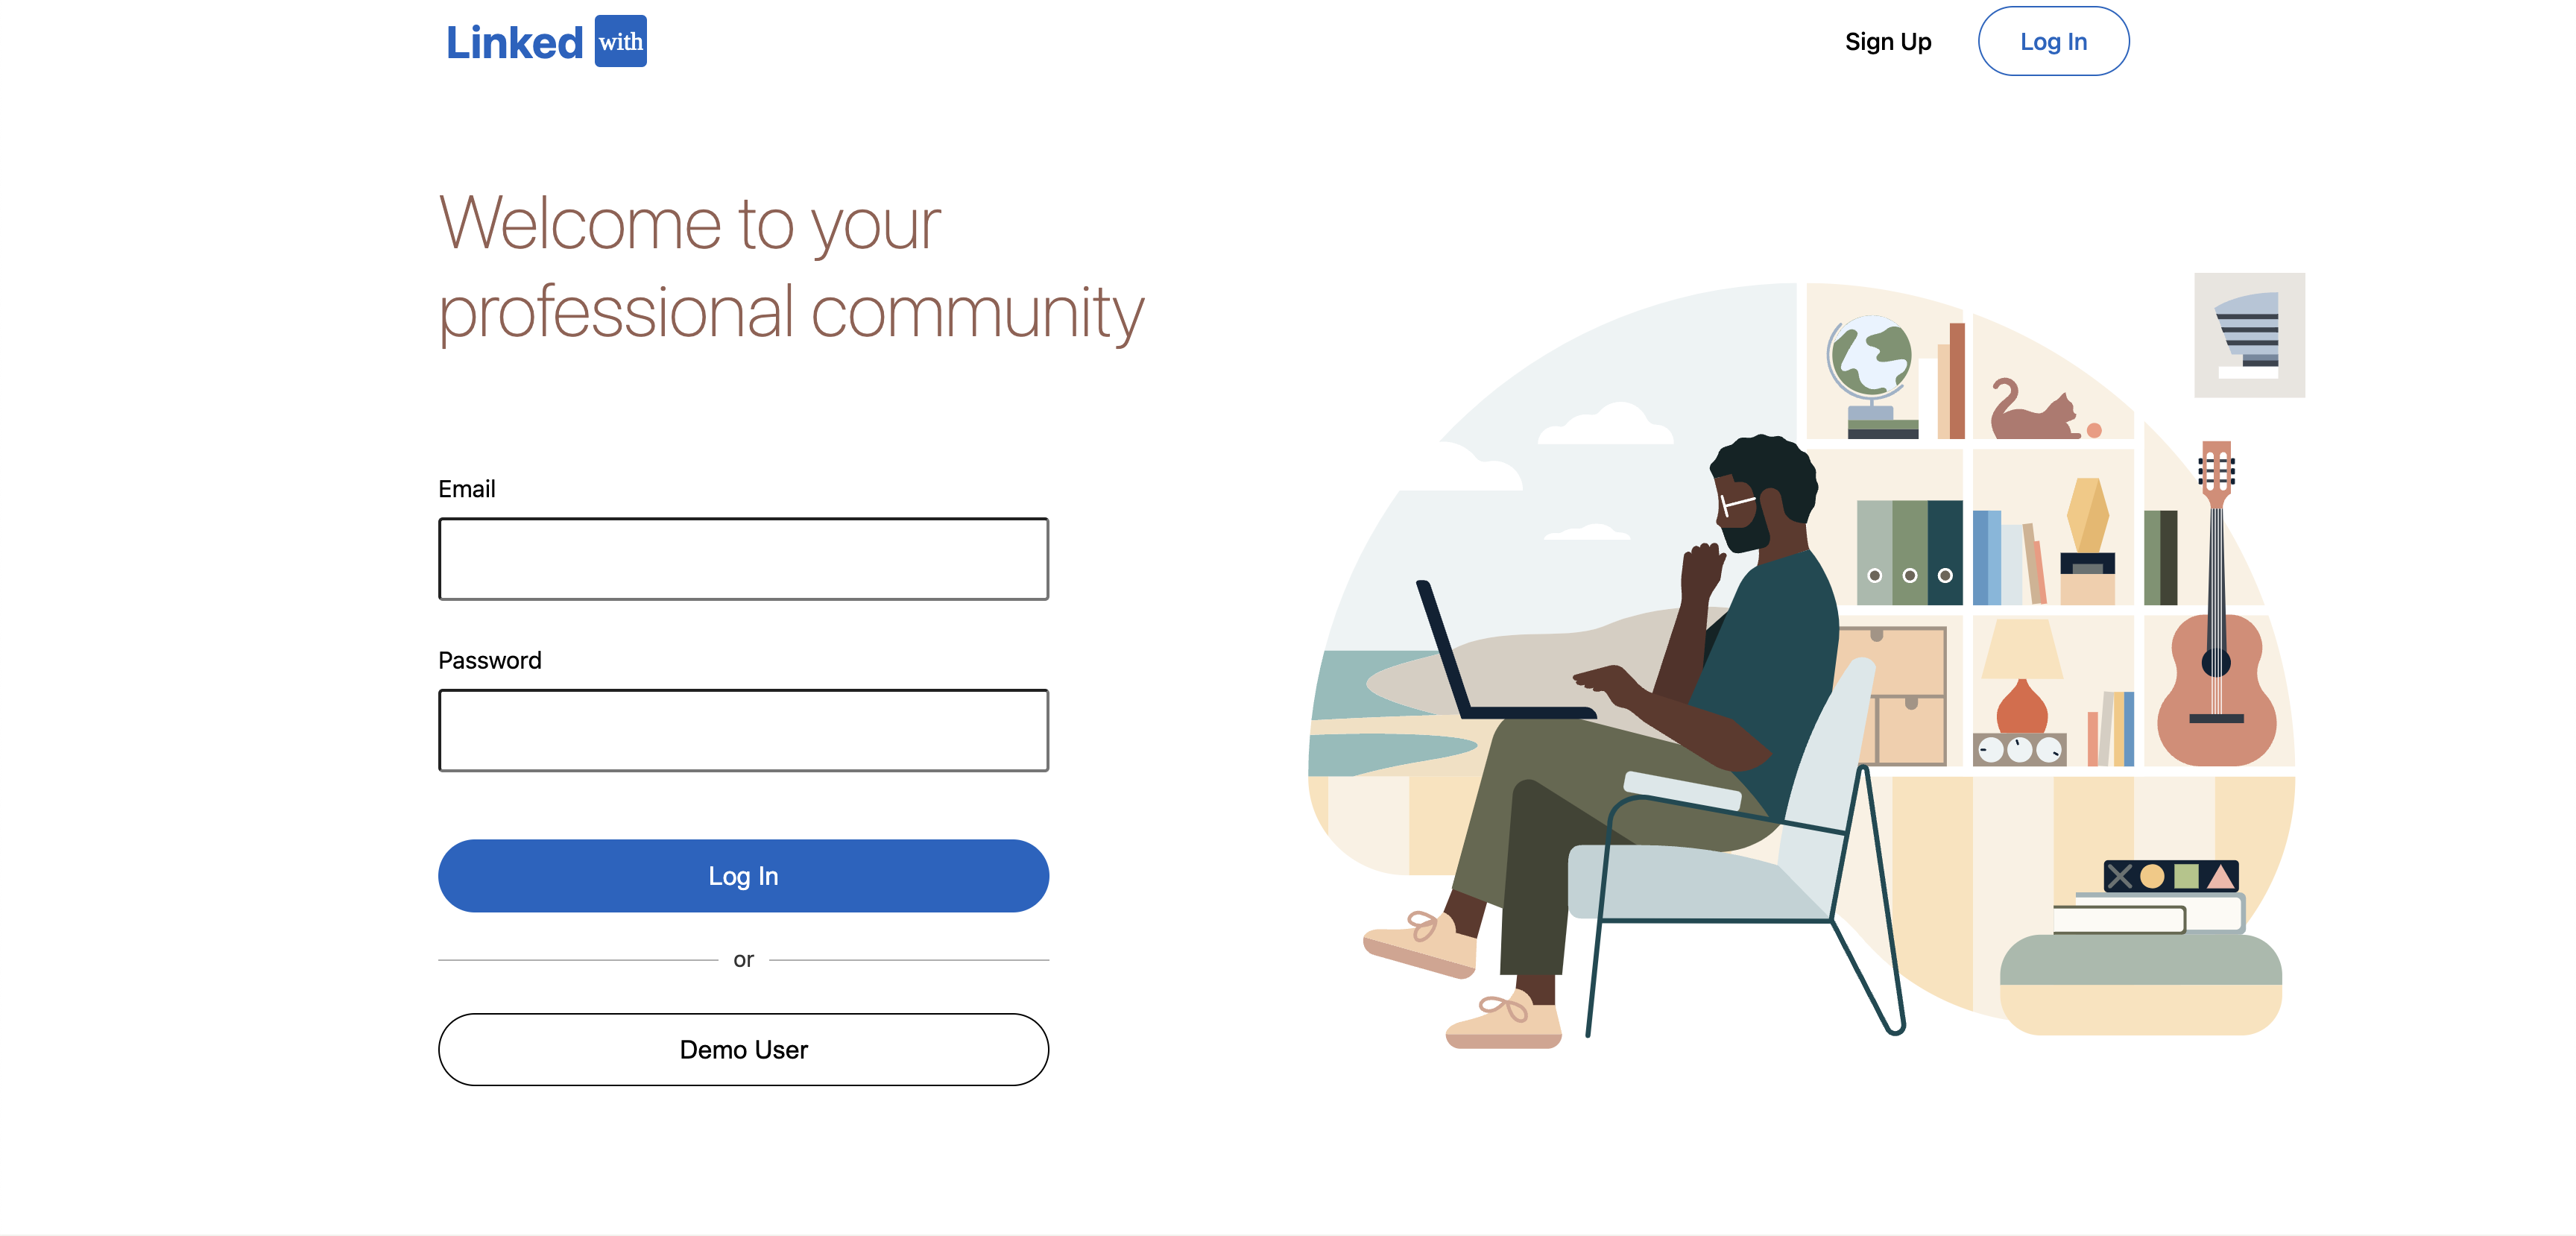 Linked with
Sign Up
Log In
Welcome to your
professional community
Email
Password
Log In
or
Demo User